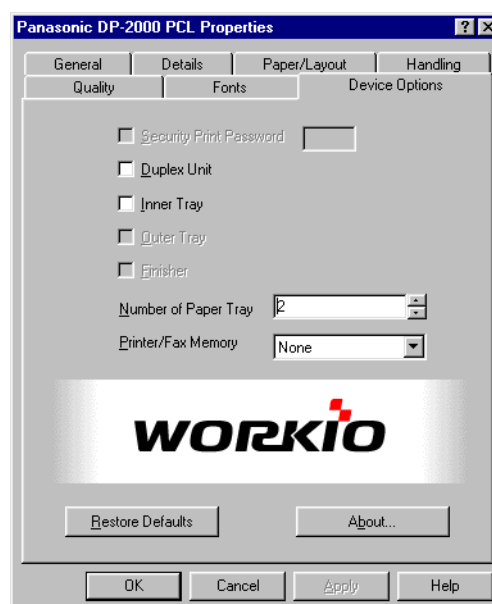 Panasonic DP-2000 PCL Properties
General Details Paper/Layout Handling
Quality Fonts Device Options
Security Print Password
Duplex Unit
Inner Tray
Outer Tray
Finisher
Number of Paper Tray 2
Printer/Fax Memory None
WORKIO
Restore Defaults About...
OK Cancel Apply Help